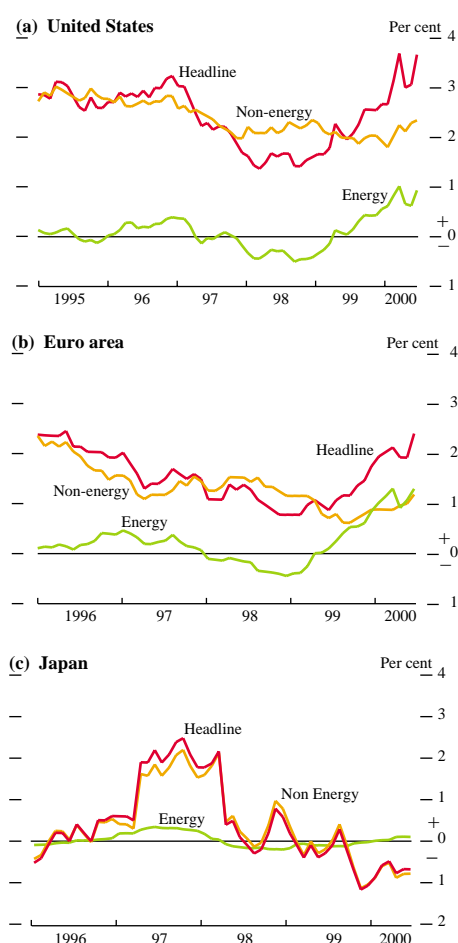 (a) United States
Per cent
4
Headline
3
Non-energy
2
Energy
1
+
0
−
1
1995 96 97 98 99 2000
(b) Euro area
Per cent
4
3
Headline
2
Non-energy
1
Energy
+
0
−
1
1996 97 98 99 2000
(c) Japan
Per cent
4
3
Headline
2
Non Energy
1
Energy
+
0
−
1
2
1996 97 98 99 2000